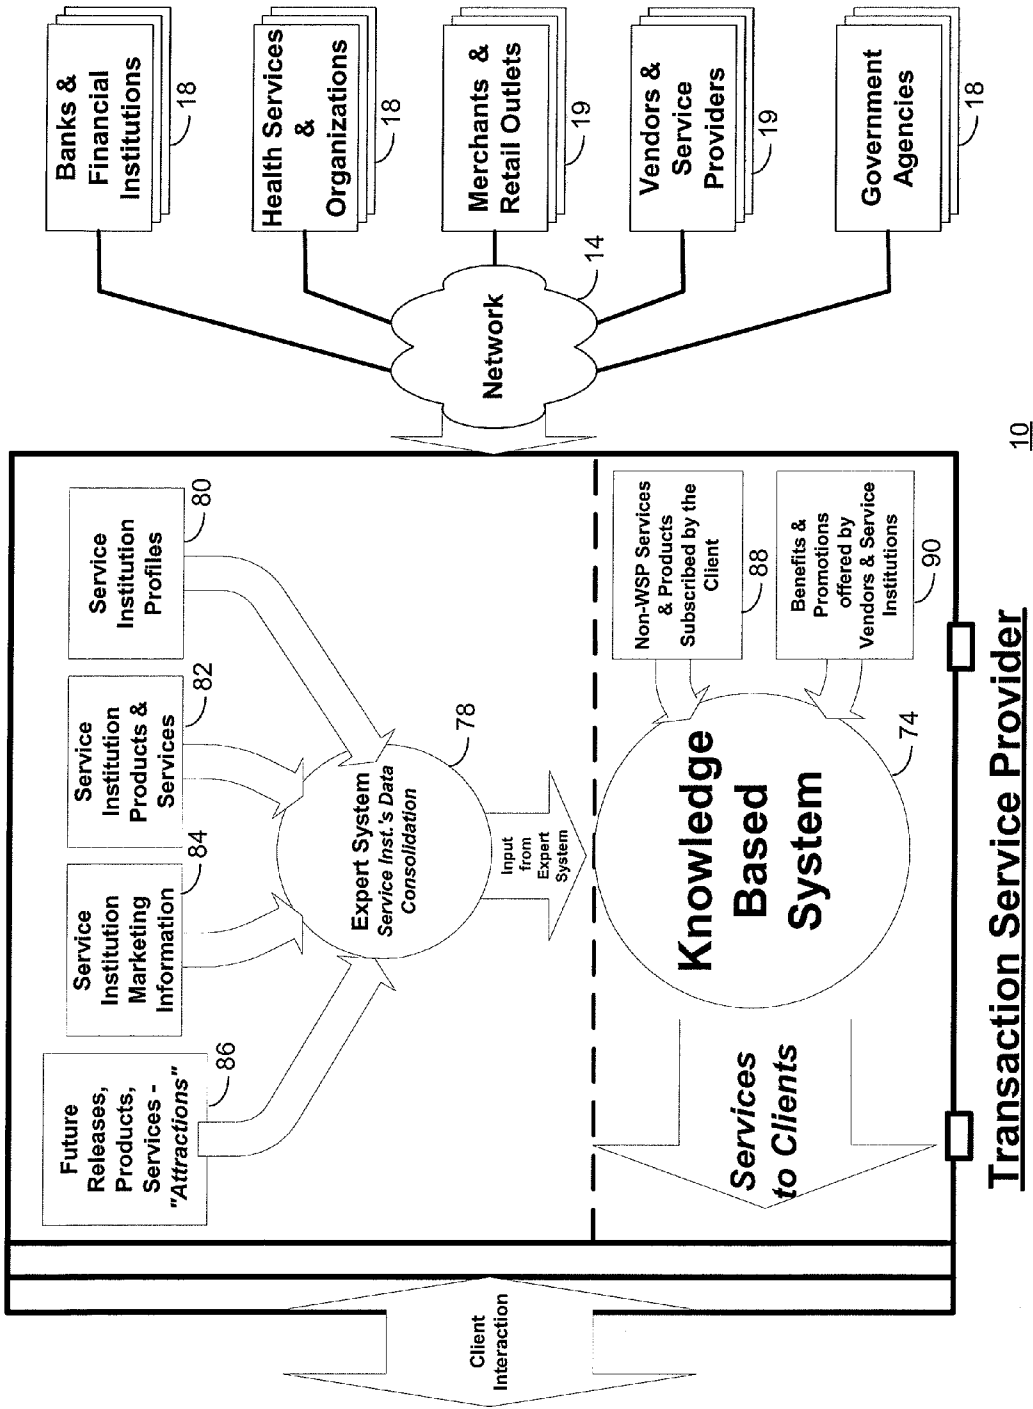 Future
Releases,
Products,
Services -
"Attractions"
86
Service
Institution
Marketing
Information
84
Service
Institution
Products &
Services
82
Service
Institution
Profiles
80
Expert System
Service Inst.'s Data
Consolidation
78
Input
from
Expert
System
Client
Interaction
Services
to Clients
Knowledge
Based
System
74
Non-WSP Services
& Products
Subscribed by the
Client
88
Benefits &
Promotions
offered by
Vendors & Service
Institutions
90
Network
14
Banks &
Financial
Institutions
18
Health Services
&
Organizations
18
Merchants &
Retail Outlets
19
Vendors &
Service
Providers
19
Government
Agencies
18
Transaction Service Provider
10